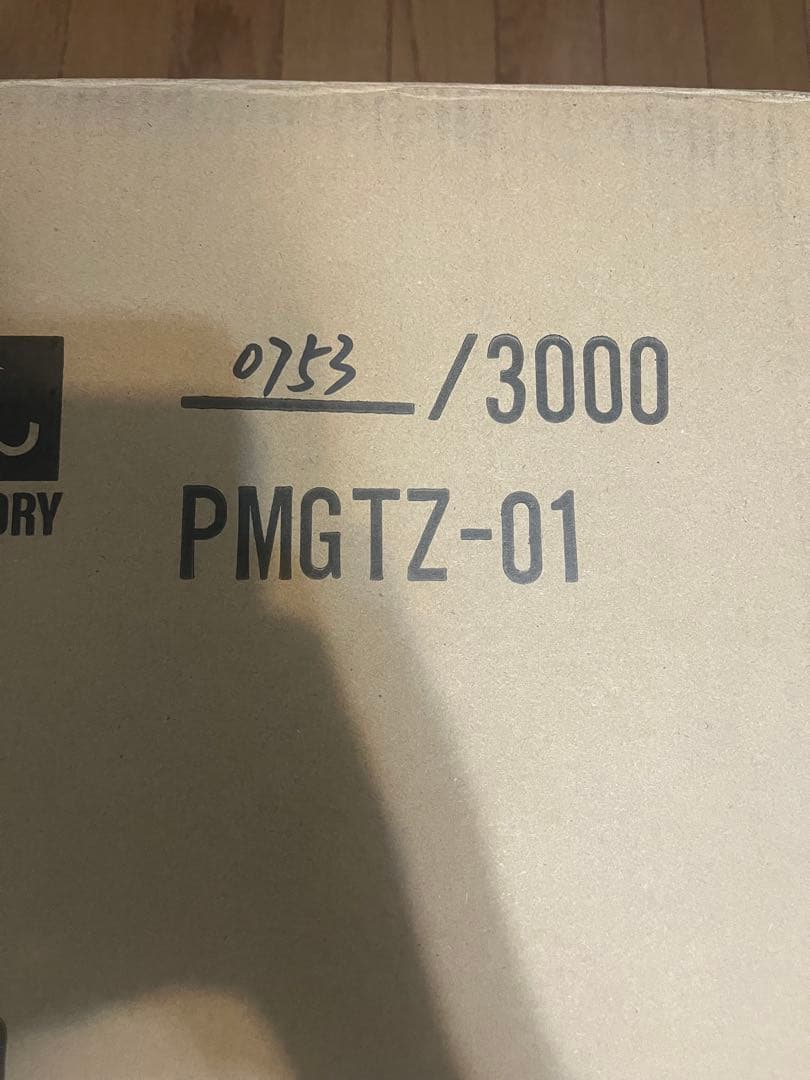 0753 /3000
ORY
PMGTZ-01